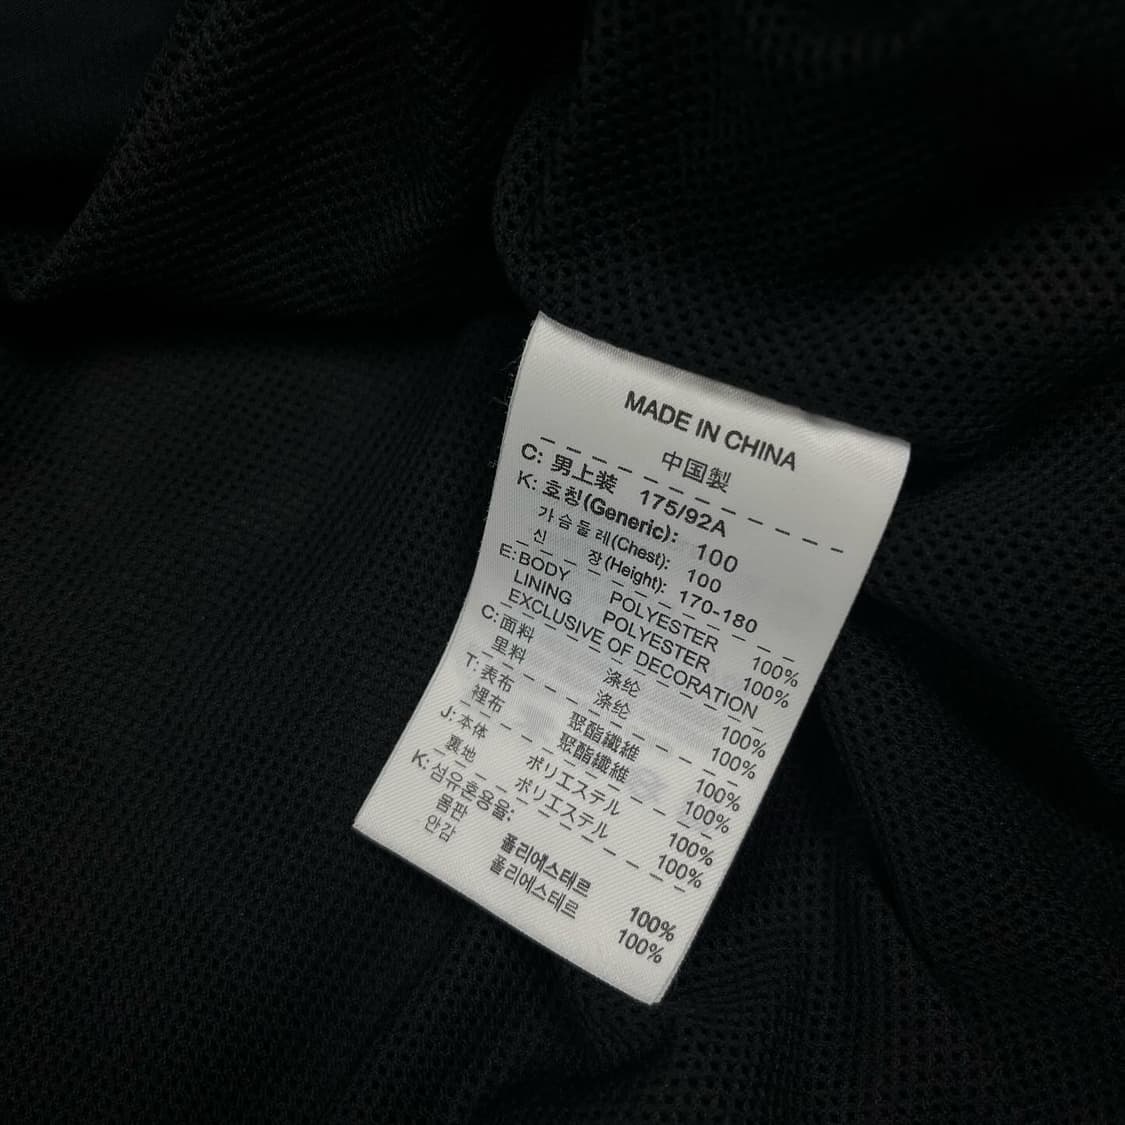 MADE IN CHINA
中国製
C: 男上装 175/92A
K: 호칭(Generic): 100
가슴둘레(Chest): 100
신 장(Height): 170-180
E: BODY POLYESTER 100%
LINING POLYESTER 100%
EXCLUSIVE OF DECORATION
C: 面料 涤纶 100%
里料 涤纶 100%
T: 表布 聚酯纖維 100%
裡布 聚酯纖維 100%
J: 本体 ポリエステル 100%
裏地 ポリエステル 100%
K: 섬유혼용율:
몸판 폴리에스테르 100%
안감 폴리에스테르 100%